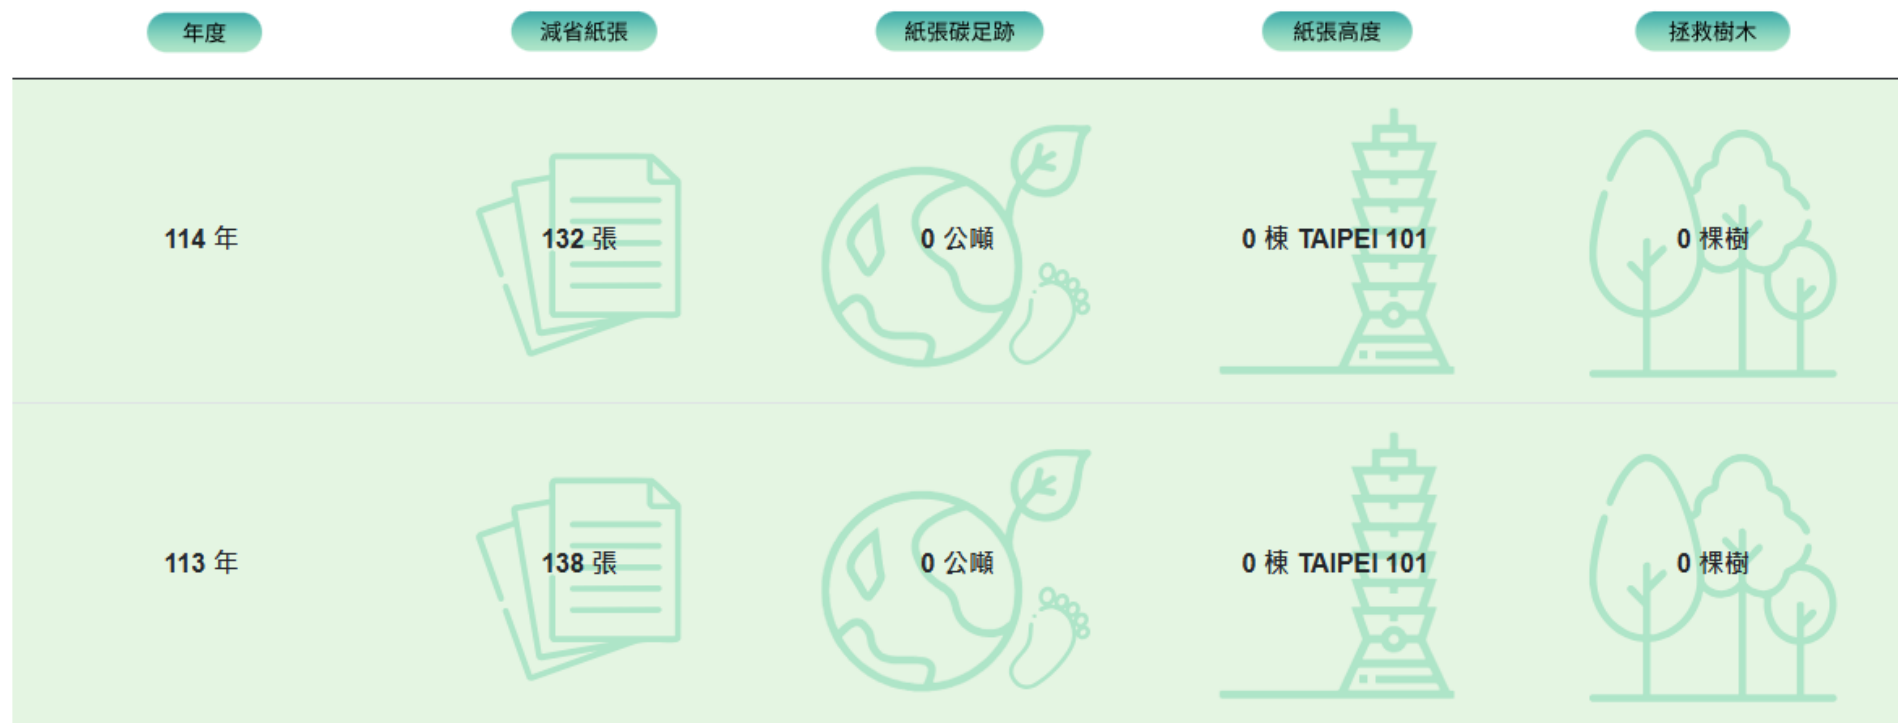 年度 減省紙張 紙張碳足跡 紙張高度 拯救樹木
114 年 132 張 0 公噸 0 棟 TAIPEI 101 0 棵樹
113 年 138 張 0 公噸 0 棟 TAIPEI 101 0 棵樹